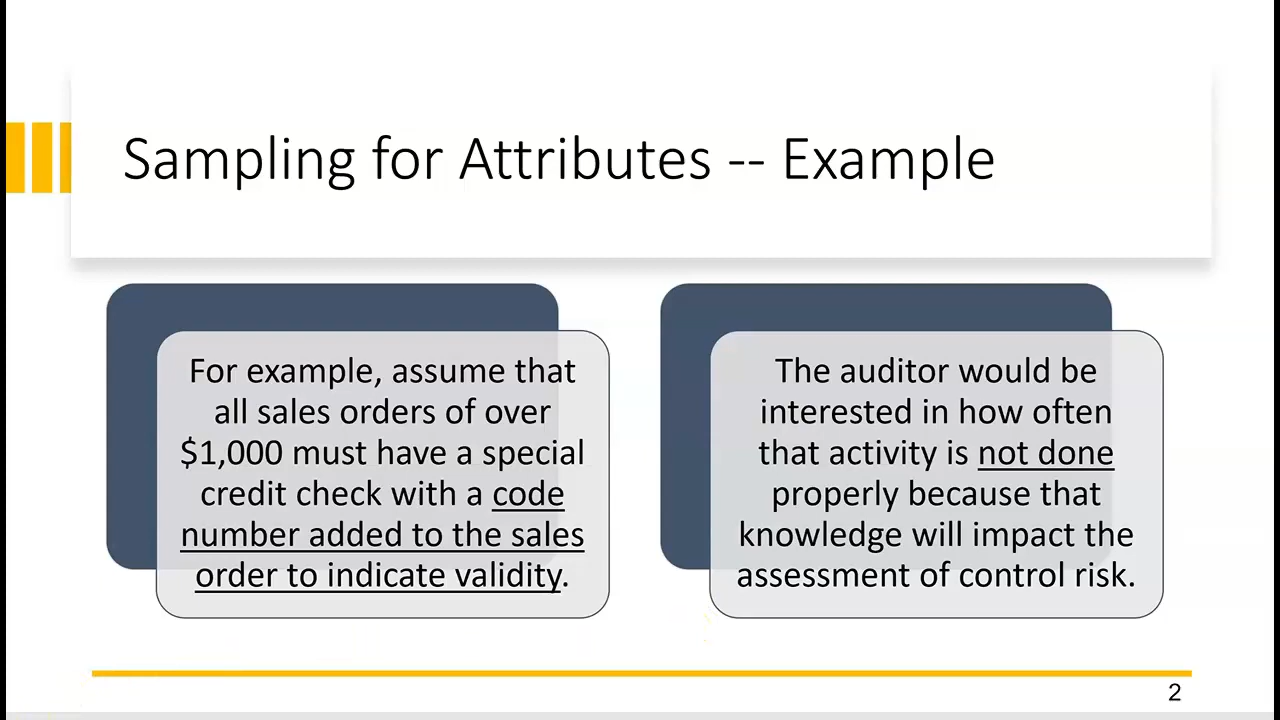 Sampling for Attributes -- Example
For example, assume that
all sales orders of over
$1,000 must have a special
credit check with a code
number added to the sales
order to indicate validity.
The auditor would be
interested in how often
that activity is not done
properly because that
knowledge will impact the
assessment of control risk.
2